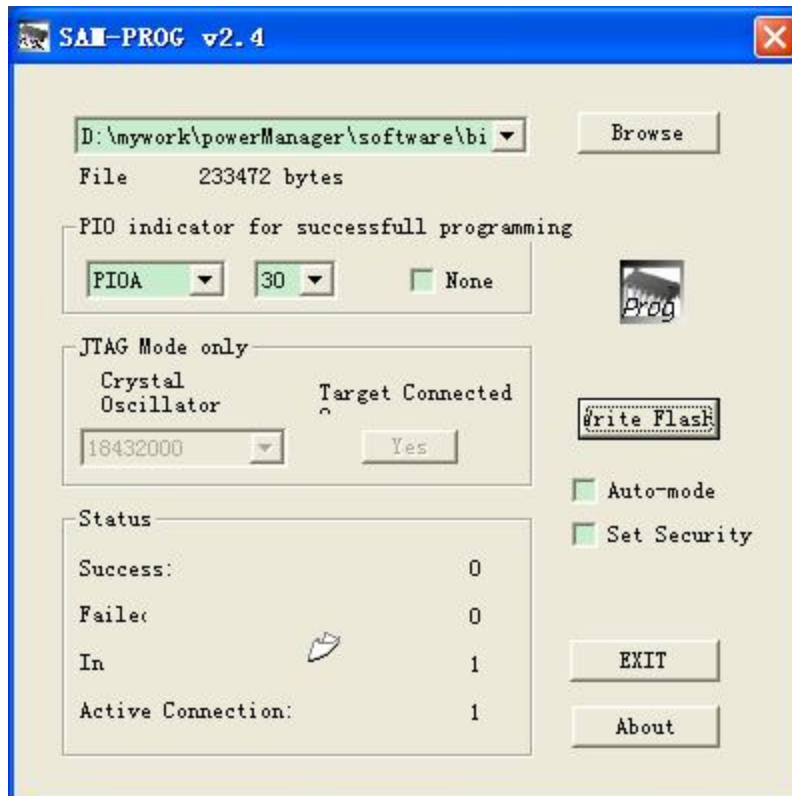 SAM-PROG v2.4
D:\mywork\powerManager\software\bi
Browse
File 233472 bytes
PIO indicator for successfull programming
PIOA
30
None
Prog
JTAG Mode only
Crystal
Oscillator
Target Connected
18432000
Yes
Write Flash
Auto-mode
Set Security
Status
Success: 0
Failed 0
In 1
Active Connection: 1
EXIT
About